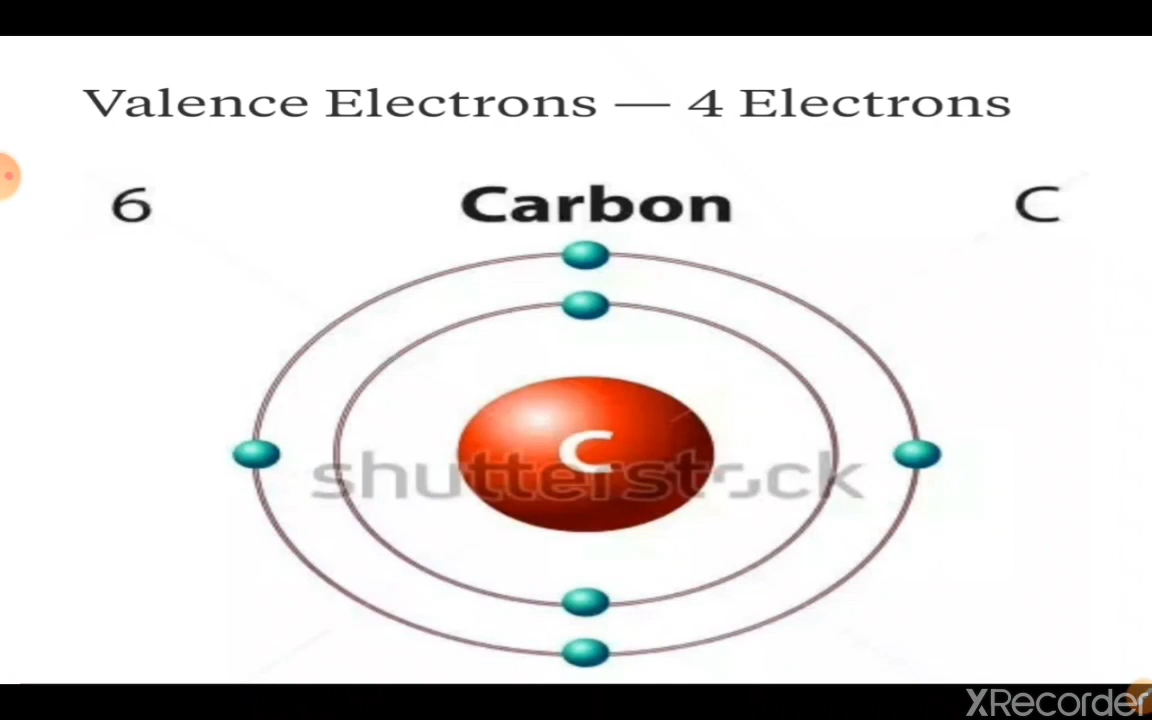 Valence Electrons — 4 Electrons
6 Carbon C
C
shutterstock
XRecorder